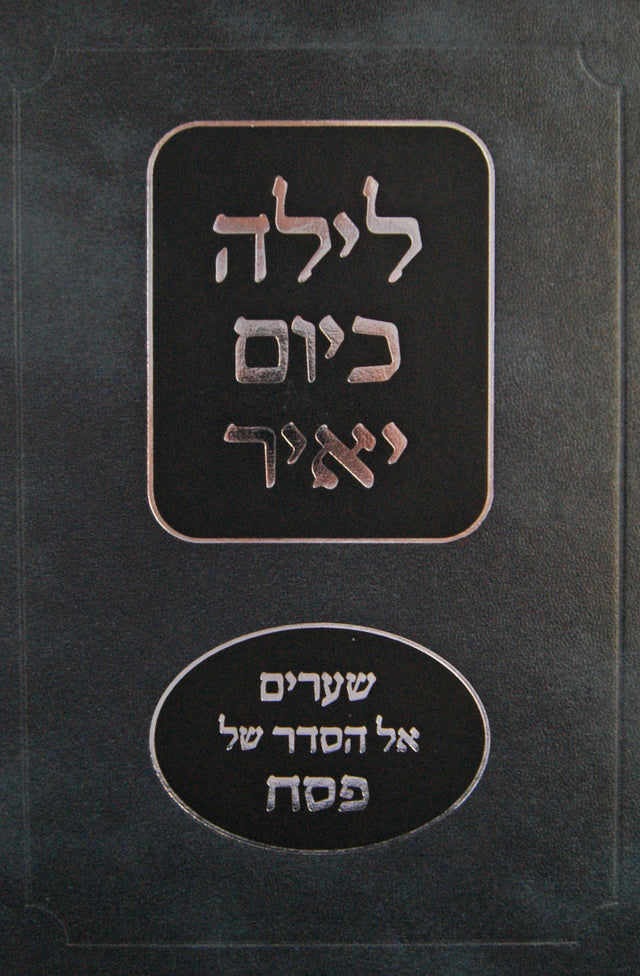 לילה
כיום
יאיר
שערים
אל הסדר של
פסח